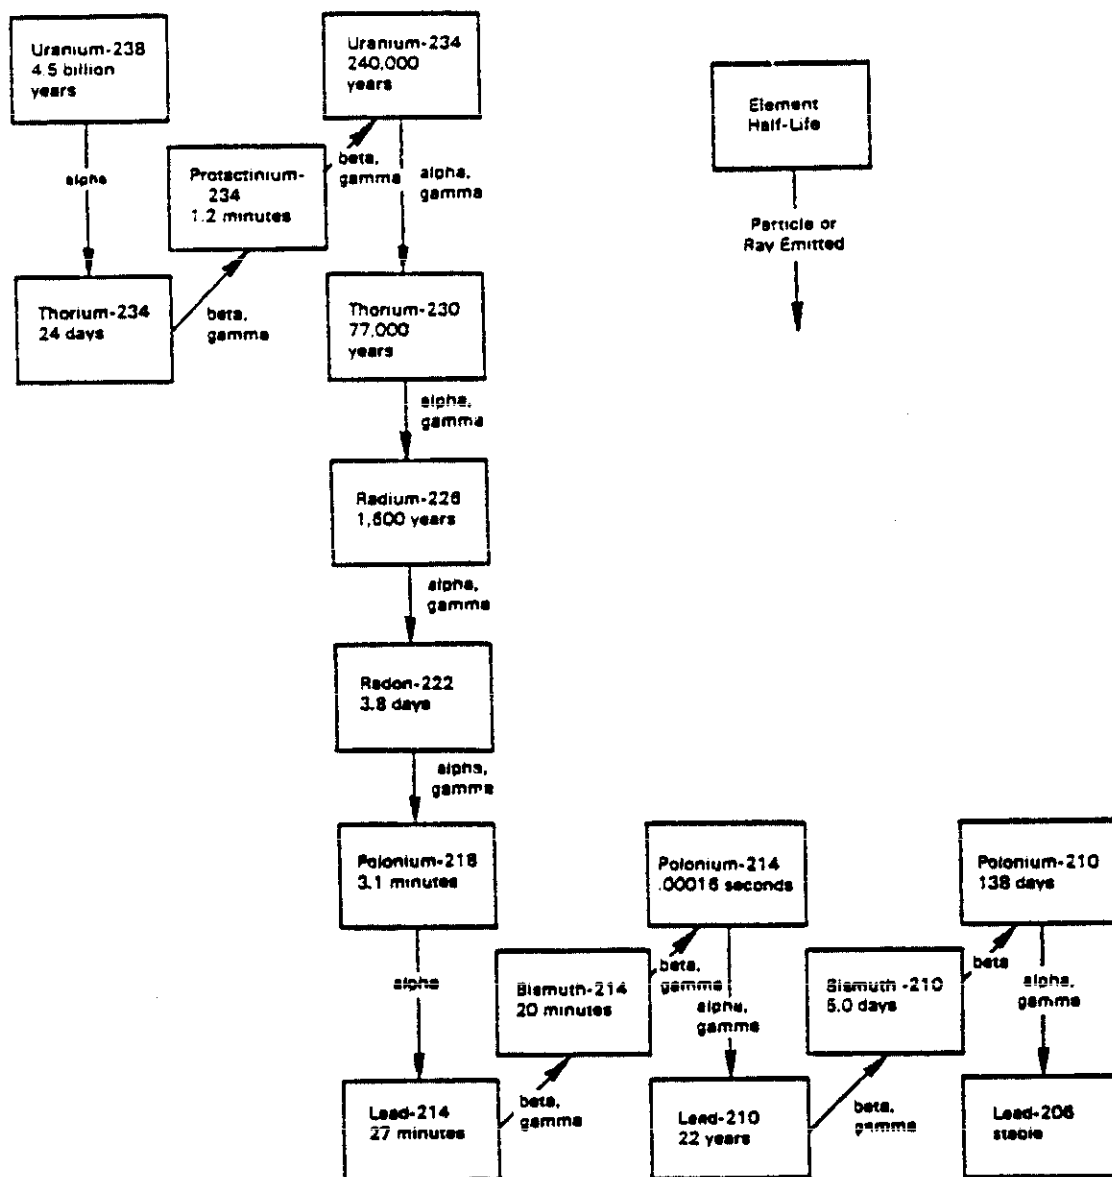 Uranium-238
4.5 billion
years
Uranium-234
240,000
years
Element
Half-Life
alpha
Protactinium-
234
1.2 minutes
beta,
gamma
alpha,
gamma
Particle or
Ray Emitted
Thorium-234
24 days
beta,
gamma
Thorium-230
77,000
years
alpha,
gamma
Radium-226
1,600 years
alpha,
gamma
Radon-222
3.8 days
alpha,
gamma
Polonium-218
3.1 minutes
Polonium-214
.00016 seconds
Polonium-210
138 days
alpha
Bismuth-214
20 minutes
beta,
gamma
alpha,
gamma
Bismuth -210
5.0 days
beta
alpha,
gamma
Lead-214
27 minutes
beta,
gamma
Lead-210
22 years
beta,
gamma
Lead-206
stable